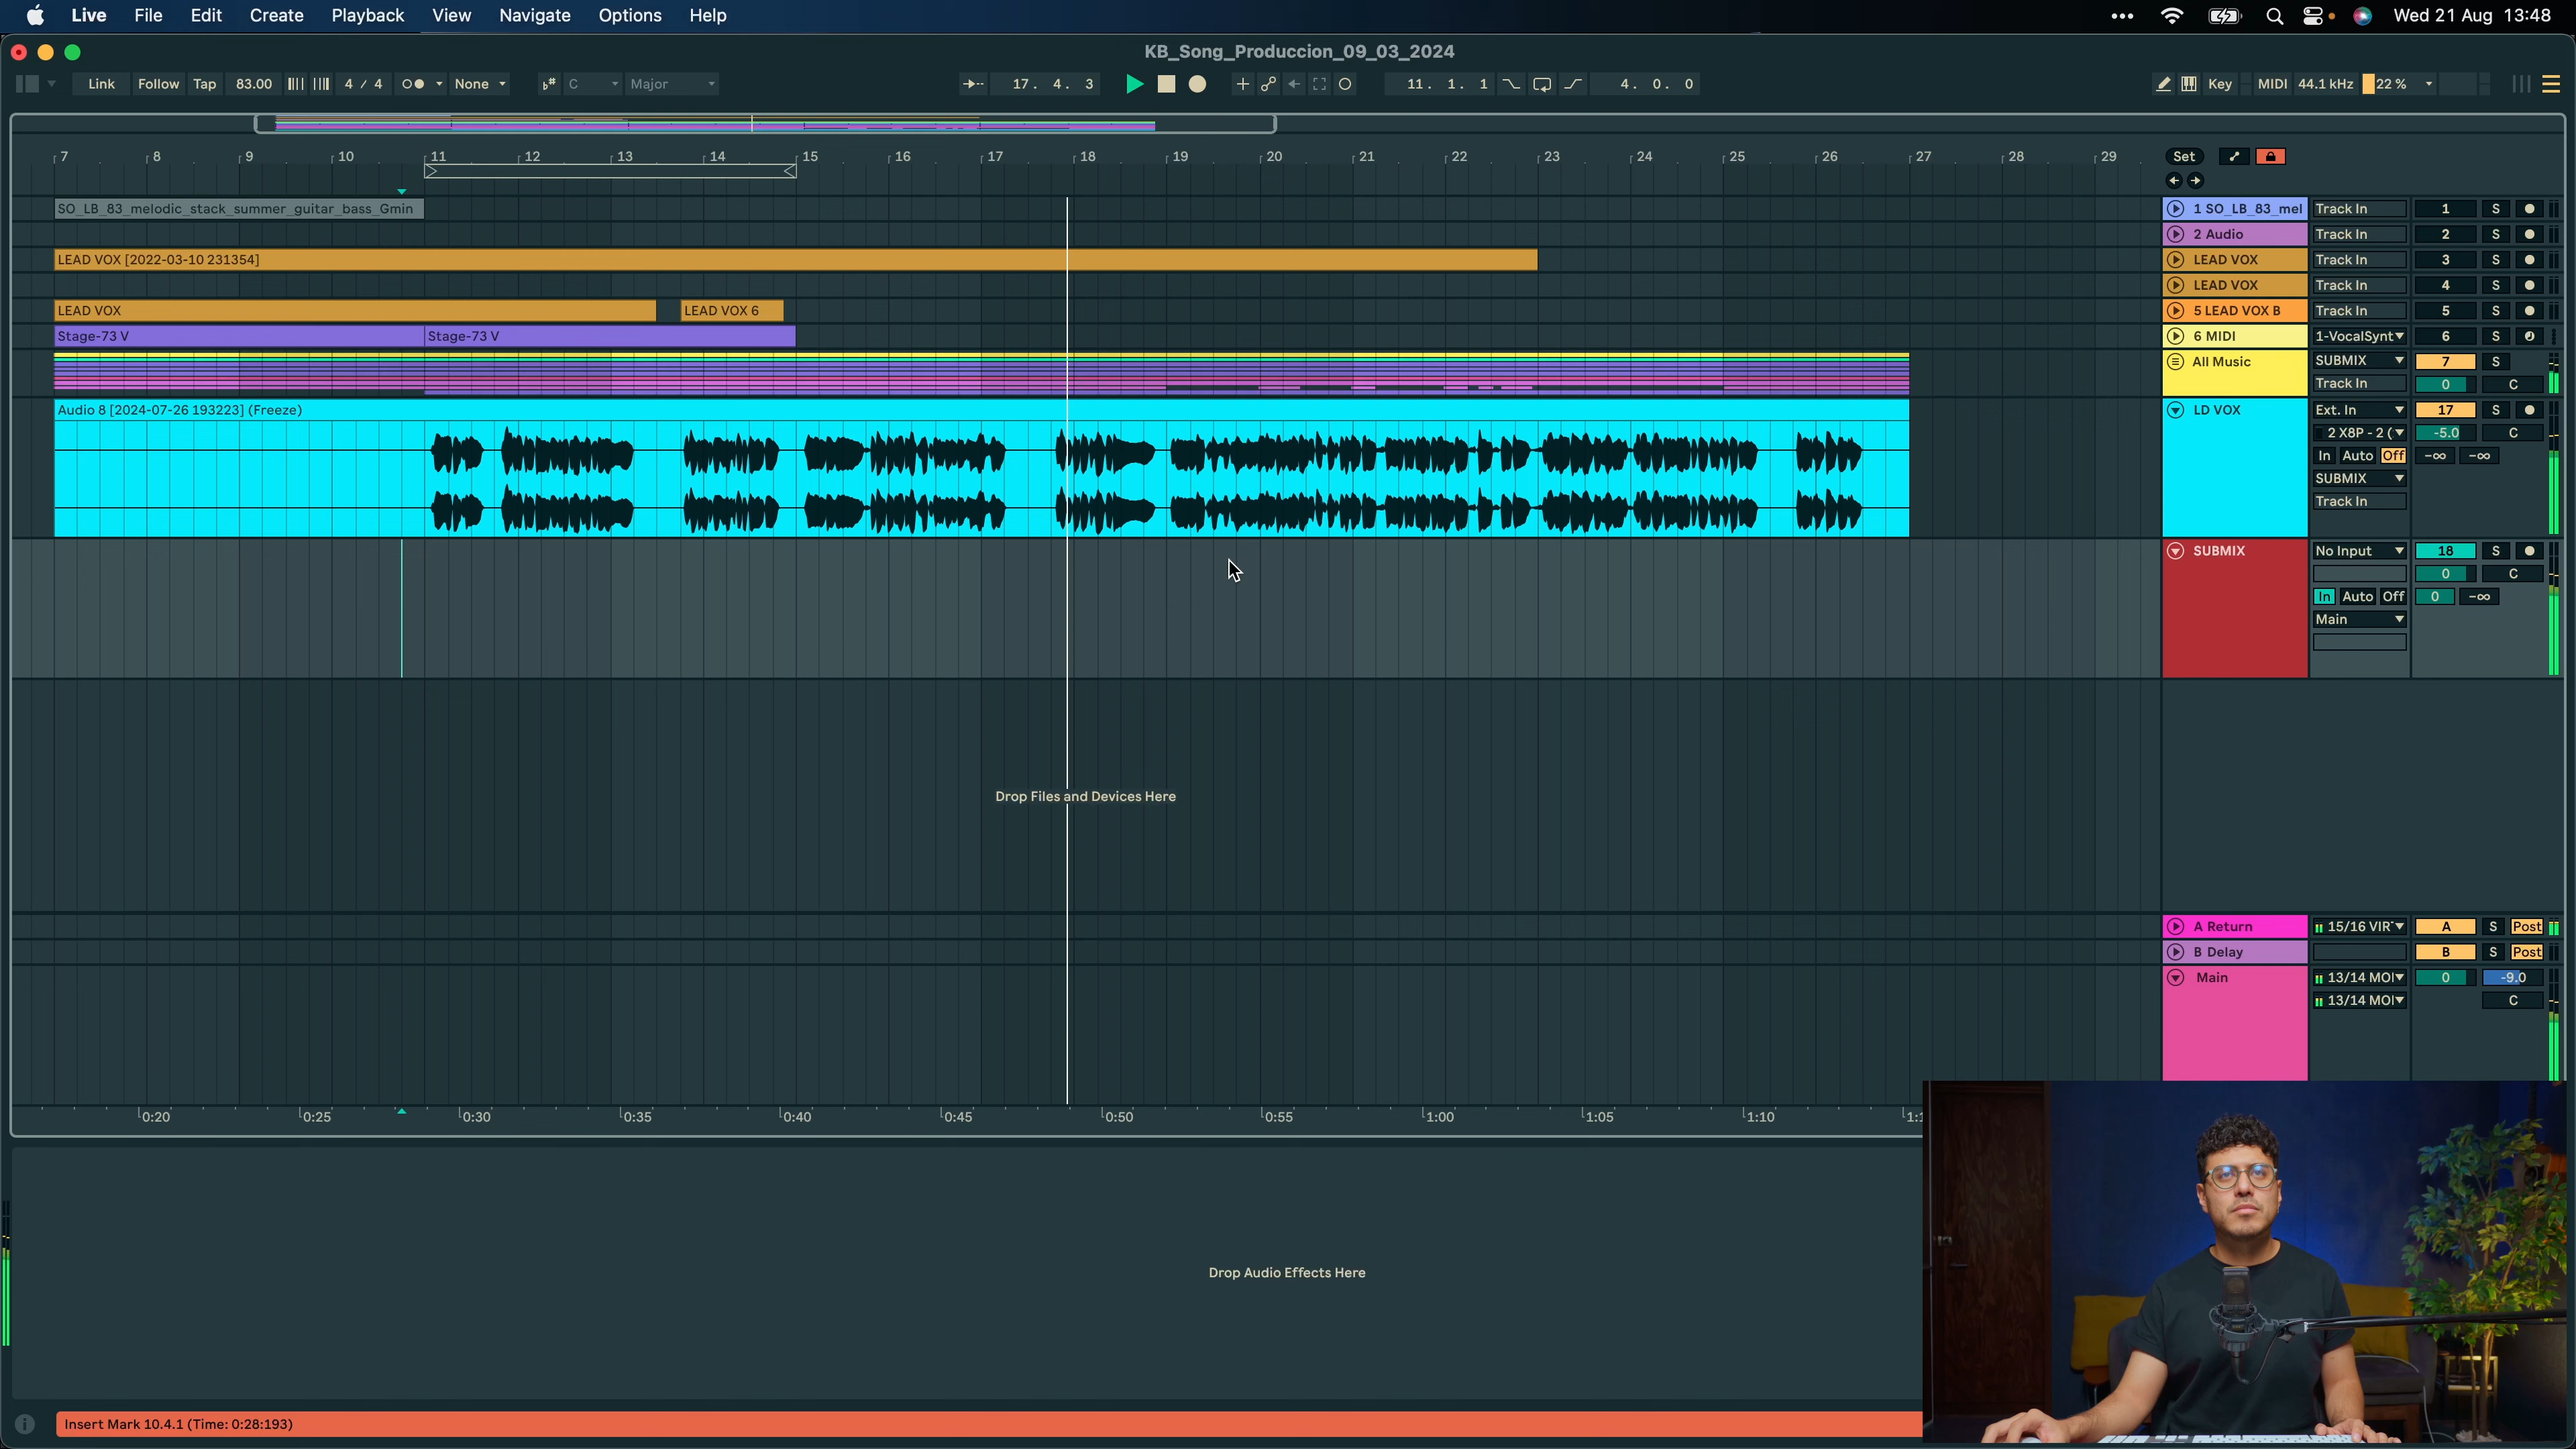 Live File Edit Create Playback View Navigate Options Help
Wed 21 Aug 13:48
KB_Song_Produccion_09_03_2024
Link Follow Tap 83.00 4 / 4 None C Major
17. 4. 3
11. 1. 1
4. 0. 0
Key MIDI 44.1 kHz 22 %
7 8 9 10 11 12 13 14 15 16 17 18 19 20 21 22 23 24 25 26 27 28 29
Set
SO_LB_83_melodic_stack_summer_guitar_bass_Gmin
1 SO_LB_83_mel Track In 1 S
2 Audio Track In 2 S
LEAD VOX [2022-03-10 231354]
LEAD VOX Track In 3 S
LEAD VOX Track In 4 S
LEAD VOX LEAD VOX 6
5 LEAD VOX B Track In 5 S
Stage-73 V Stage-73 V
6 MIDI 1-VocalSynt 6 S
All Music SUBMIX 7 S
Track In 0 C
Audio 8 [2024-07-26 193223] (Freeze)
LD VOX Ext. In 17 S
2 X8P - 2 ( -5.0 C
In Auto Off -∞ -∞
SUBMIX
Track In
SUBMIX No Input 18 S
0 C
In Auto Off 0 -∞
Main
Drop Files and Devices Here
A Return 15/16 VIR A S Post
B Delay B S Post
Main 13/14 MO 0 -9.0
13/14 MO C
0:20 0:25 0:30 0:35 0:40 0:45 0:50 0:55 1:00 1:05 1:10
Drop Audio Effects Here
Insert Mark 10.4.1 (Time: 0:28:193)